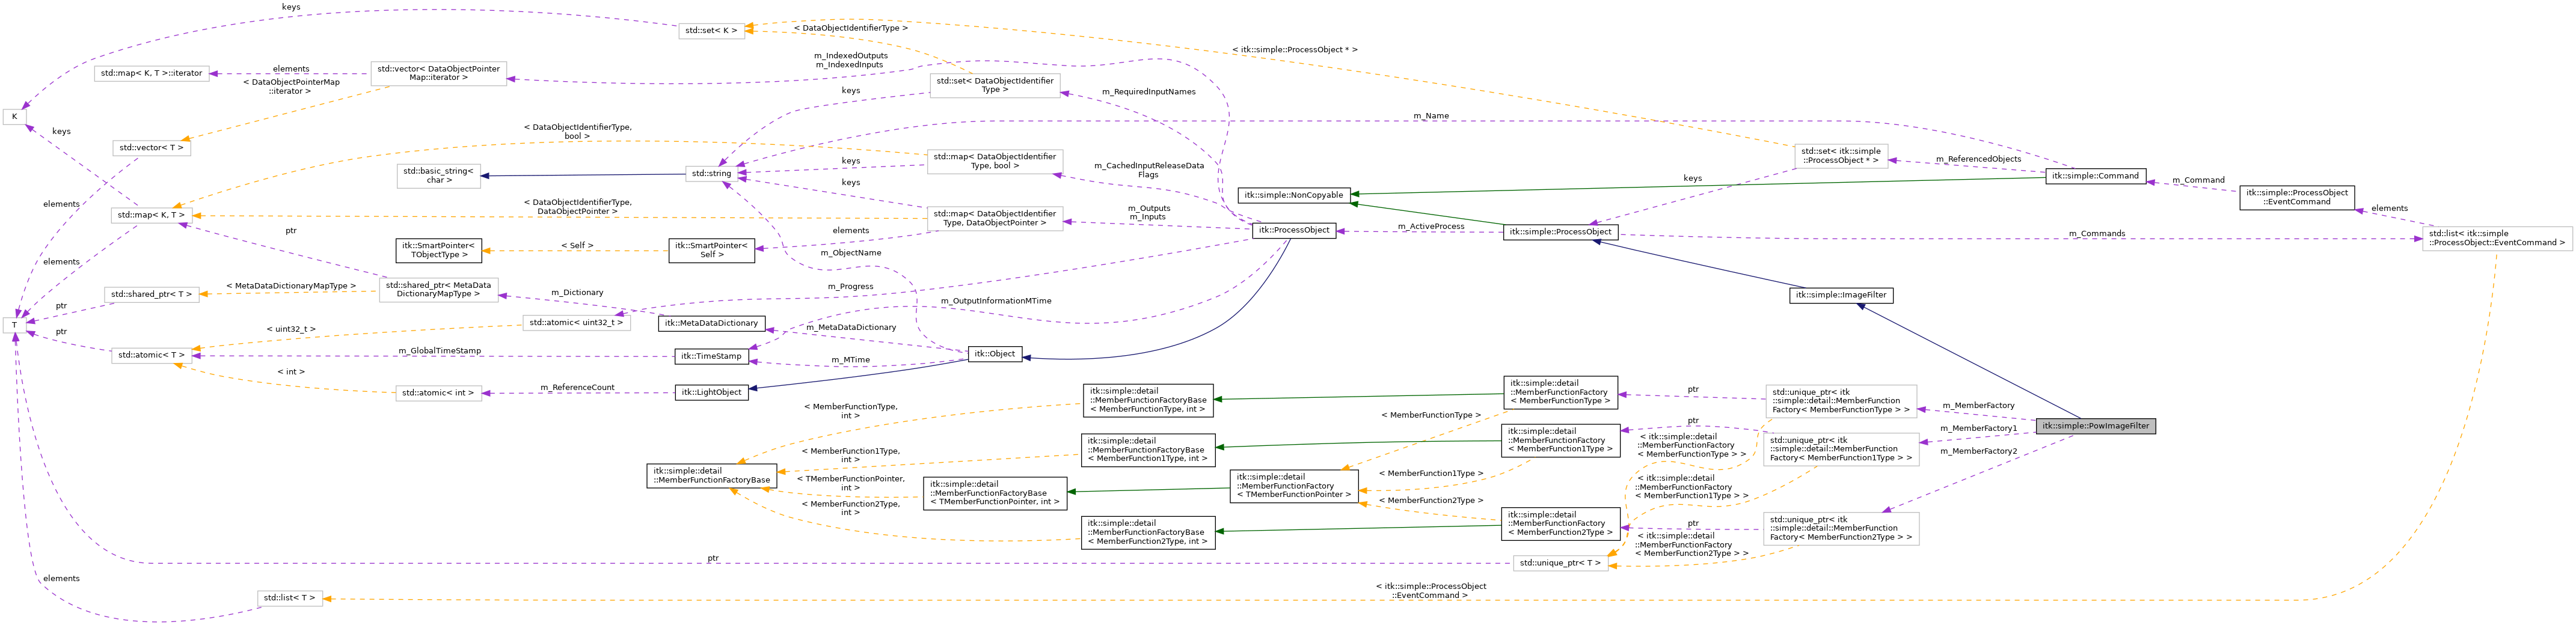 keys
std::set< K >
< DataObjectIdentifierType >
< itk::simple::ProcessObject * >
std::map< K, T >::iterator
elements
std::vector< DataObjectPointer
Map::iterator >
m_IndexedOutputs
m_IndexedInputs
< DataObjectPointerMap
::iterator >
std::set< DataObjectIdentifier
Type >
keys
m_RequiredInputNames
K
keys
m_Name
std::vector< T >
< DataObjectIdentifierType,
bool >
std::map< DataObjectIdentifier
Type, bool >
keys
m_CachedInputReleaseData
Flags
std::set< itk::simple
::ProcessObject * >
m_ReferencedObjects
itk::simple::Command
m_Command
itk::simple::ProcessObject
::EventCommand
std::basic_string<
char >
std::string
keys
keys
itk::simple::NonCopyable
elements
elements
std::map< K, T >
< DataObjectIdentifierType,
DataObjectPointer >
std::map< DataObjectIdentifier
Type, DataObjectPointer >
m_Outputs
m_Inputs
ptr
elements
itk::ProcessObject
m_ActiveProcess
itk::simple::ProcessObject
m_Commands
std::list< itk::simple
::ProcessObject::EventCommand >
itk::SmartPointer<
TObjectType >
< Self >
itk::SmartPointer<
Self >
m_ObjectName
elements
std::shared_ptr< T >
< MetaDataDictionaryMapType >
std::shared_ptr< MetaData
DictionaryMapType >
m_Dictionary
m_Progress
m_OutputInformationMTime
itk::simple::ImageFilter
ptr
T
ptr
< uint32_t >
std::atomic< uint32_t >
itk::MetaDataDictionary
m_MetaDataDictionary
std::atomic< T >
m_GlobalTimeStamp
itk::TimeStamp
m_MTime
itk::Object
< int >
std::atomic< int >
m_ReferenceCount
itk::LightObject
itk::simple::detail
::MemberFunctionFactoryBase
< MemberFunctionType, int >
itk::simple::detail
::MemberFunctionFactory
< MemberFunctionType >
ptr
std::unique_ptr< itk
::simple::detail::MemberFunction
Factory< MemberFunctionType > >
m_MemberFactory
< MemberFunctionType,
int >
< MemberFunctionType >
itk::simple::PowImageFilter
itk::simple::detail
::MemberFunctionFactoryBase
< MemberFunction1Type, int >
itk::simple::detail
::MemberFunctionFactory
< MemberFunction1Type >
ptr
< itk::simple::detail
::MemberFunctionFactory
< MemberFunctionType > >
std::unique_ptr< itk
::simple::detail::MemberFunction
Factory< MemberFunction1Type > >
m_MemberFactory1
m_MemberFactory2
< MemberFunction1Type,
int >
itk::simple::detail
::MemberFunctionFactoryBase
< TMemberFunctionPointer,
int >
itk::simple::detail
::MemberFunctionFactoryBase
< TMemberFunctionPointer, int >
itk::simple::detail
::MemberFunctionFactory
< TMemberFunctionPointer >
< MemberFunction1Type >
< itk::simple::detail
::MemberFunctionFactory
< MemberFunction1Type > >
< MemberFunction2Type,
int >
< MemberFunction2Type >
itk::simple::detail
::MemberFunctionFactoryBase
< MemberFunction2Type, int >
itk::simple::detail
::MemberFunctionFactory
< MemberFunction2Type >
ptr
std::unique_ptr< itk
::simple::detail::MemberFunction
Factory< MemberFunction2Type > >
< itk::simple::detail
::MemberFunctionFactory
< MemberFunction2Type > >
ptr
std::unique_ptr< T >
elements
std::list< T >
< itk::simple::ProcessObject
::EventCommand >